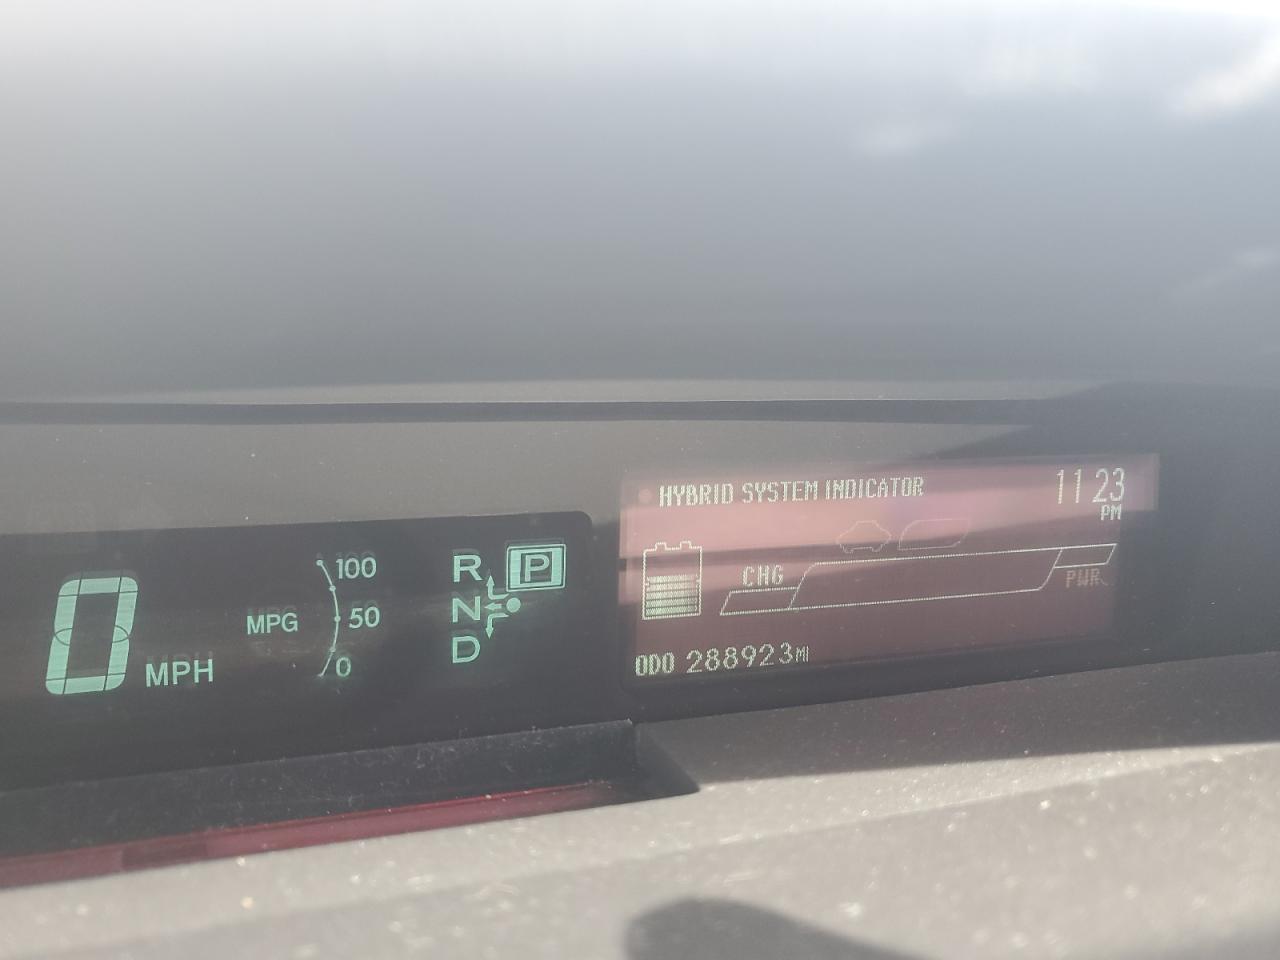 0 MPH
MPG
100
50
0
R P
N
D
HYBRID SYSTEM INDICATOR
11 23
PM
CHG
PWR
ODO 288923MI